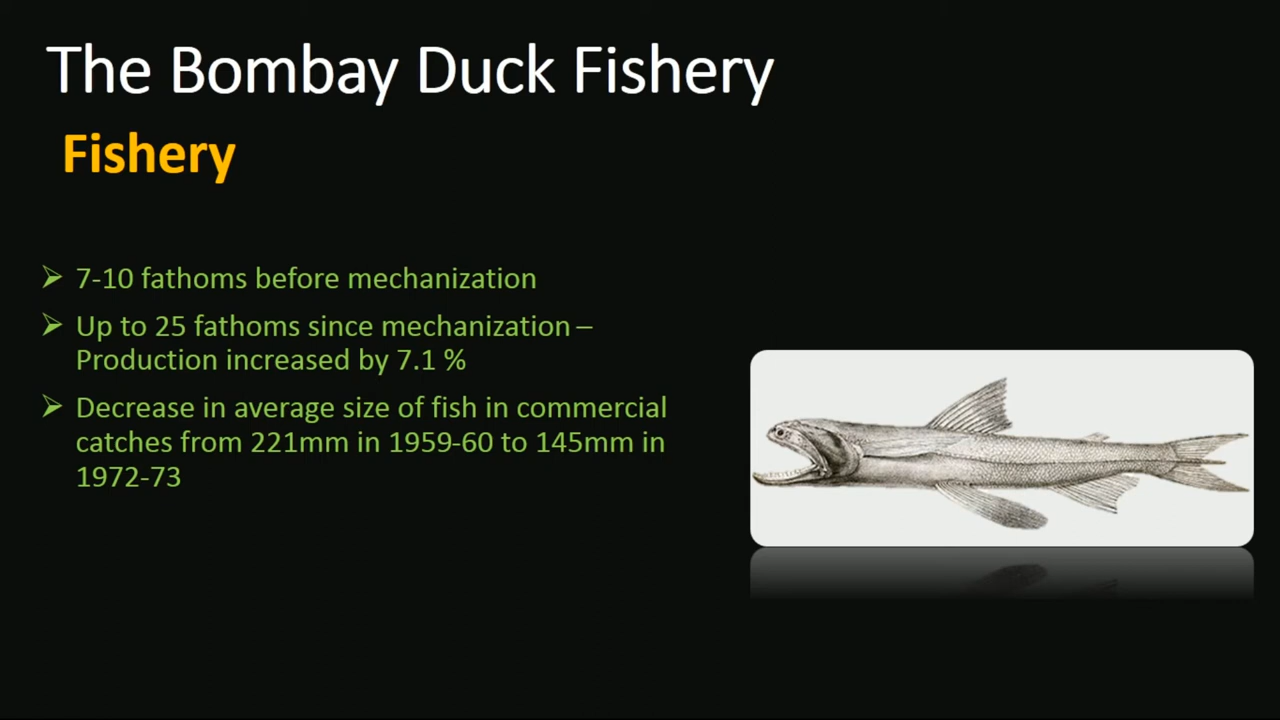 The Bombay Duck Fishery
Fishery
➢ 7-10 fathoms before mechanization
➢ Up to 25 fathoms since mechanization –
Production increased by 7.1 %
➢ Decrease in average size of fish in commercial
catches from 221mm in 1959-60 to 145mm in
1972-73